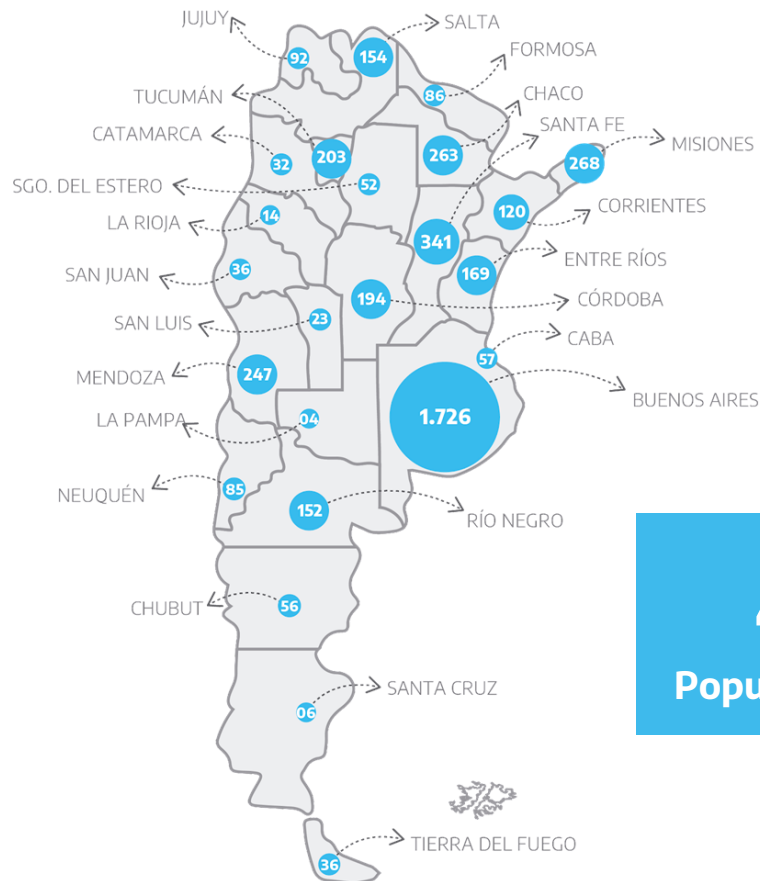 JUJUY
92
154
SALTA
86
FORMOSA
TUCUMÁN
203
CHACO
263
CATAMARCA
32
SANTA FE
341
268
MISIONES
SGO. DEL ESTERO
52
120
CORRIENTES
LA RIOJA
14
SAN JUAN
36
169
ENTRE RÍOS
194
CÓRDOBA
SAN LUIS
23
57
CABA
MENDOZA
247
1.726
BUENOS AIRES
LA PAMPA
04
NEUQUÉN
85
152
RÍO NEGRO
CHUBUT
56
06
SANTA CRUZ
36
TIERRA DEL FUEGO
Popu